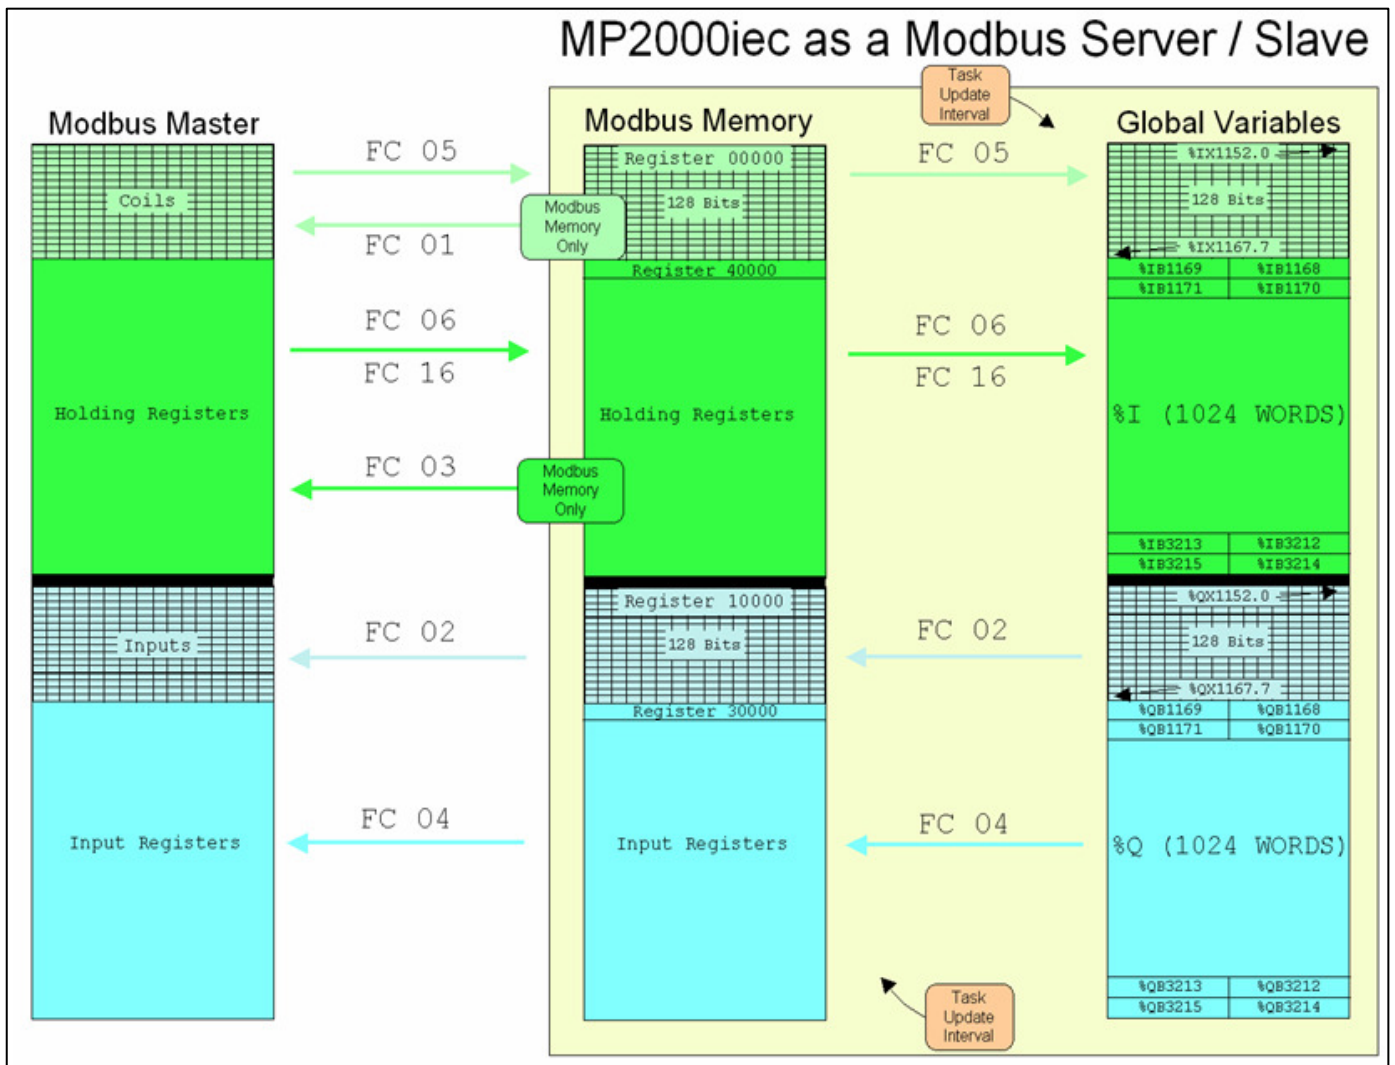 MP2000iec as a Modbus Server / Slave
Task
Update
Interval
Modbus Master
Modbus Memory
Global Variables
FC 05
Register 00000
FC 05
%IX1152.0
Coils
Modbus
Memory
Only
128 Bits
128 Bits
FC 01
%IX1167.7
Register 40000
%IB1169
%IB1168
%IB1171
%IB1170
FC 06
FC 16
FC 06
FC 16
Holding Registers
Holding Registers
%I (1024 WORDS)
FC 03
Modbus
Memory
Only
%IB3213
%IB3212
%IB3215
%IB3214
Register 10000
%QX1152.0
Inputs
FC 02
128 Bits
FC 02
128 Bits
%QX1167.7
Register 30000
%QB1169
%QB1168
%QB1171
%QB1170
FC 04
FC 04
Input Registers
Input Registers
%Q (1024 WORDS)
%QB3213
%QB3212
%QB3215
%QB3214
Task
Update
Interval